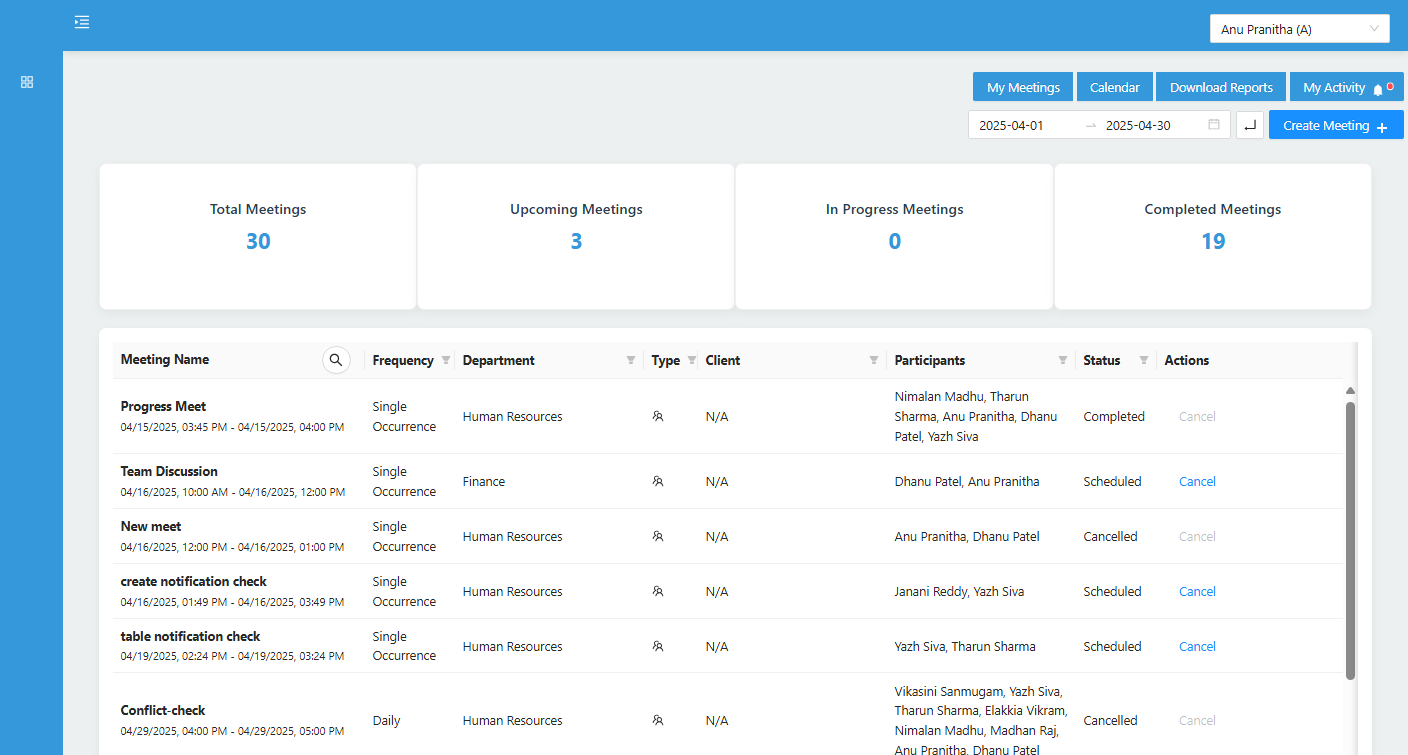 Anu Pranitha (A)
My Meetings Calendar Download Reports My Activity
2025-04-01 2025-04-30 Create Meeting
Total Meetings Upcoming Meetings In Progress Meetings Completed Meetings
30 3 0 19
Meeting Name Frequency Department Type Client Participants Status Actions
Progress Meet
04/15/2025, 03:45 PM - 04/15/2025, 04:00 PM
Single
Occurrence
Human Resources
N/A
Nimalan Madhu, Tharun
Sharma, Anu Pranitha, Dhanu
Patel, Yazh Siva
Completed
Cancel
Team Discussion
04/16/2025, 10:00 AM - 04/16/2025, 12:00 PM
Single
Occurrence
Finance
N/A
Dhanu Patel, Anu Pranitha
Scheduled
Cancel
New meet
04/16/2025, 12:00 PM - 04/16/2025, 01:00 PM
Single
Occurrence
Human Resources
N/A
Anu Pranitha, Dhanu Patel
Cancelled
Cancel
create notification check
04/16/2025, 01:49 PM - 04/16/2025, 03:49 PM
Single
Occurrence
Human Resources
N/A
Janani Reddy, Yazh Siva
Scheduled
Cancel
table notification check
04/19/2025, 02:24 PM - 04/19/2025, 03:24 PM
Single
Occurrence
Human Resources
N/A
Yazh Siva, Tharun Sharma
Scheduled
Cancel
Conflict-check
04/29/2025, 04:00 PM - 04/29/2025, 05:00 PM
Daily
Human Resources
N/A
Vikasini Sanmugam, Yazh Siva,
Tharun Sharma, Elakkia Vikram,
Nimalan Madhu, Madhan Raj,
Anu Pranitha, Dhanu Patel
Cancelled
Cancel